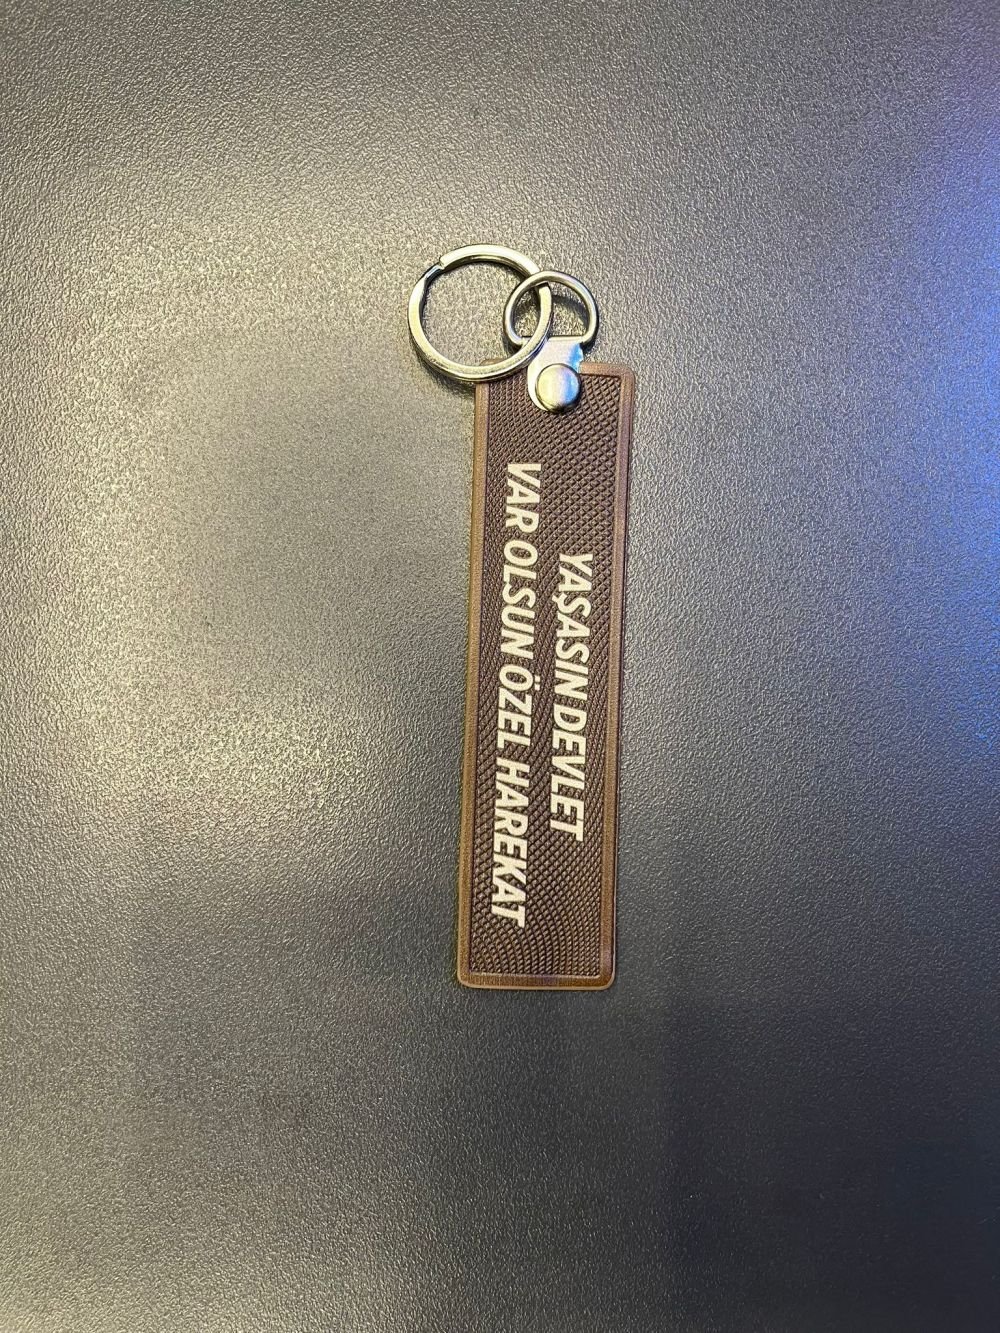 YAŞASIN DEVLET
VAR OLSUN ÖZEL HAREKAT